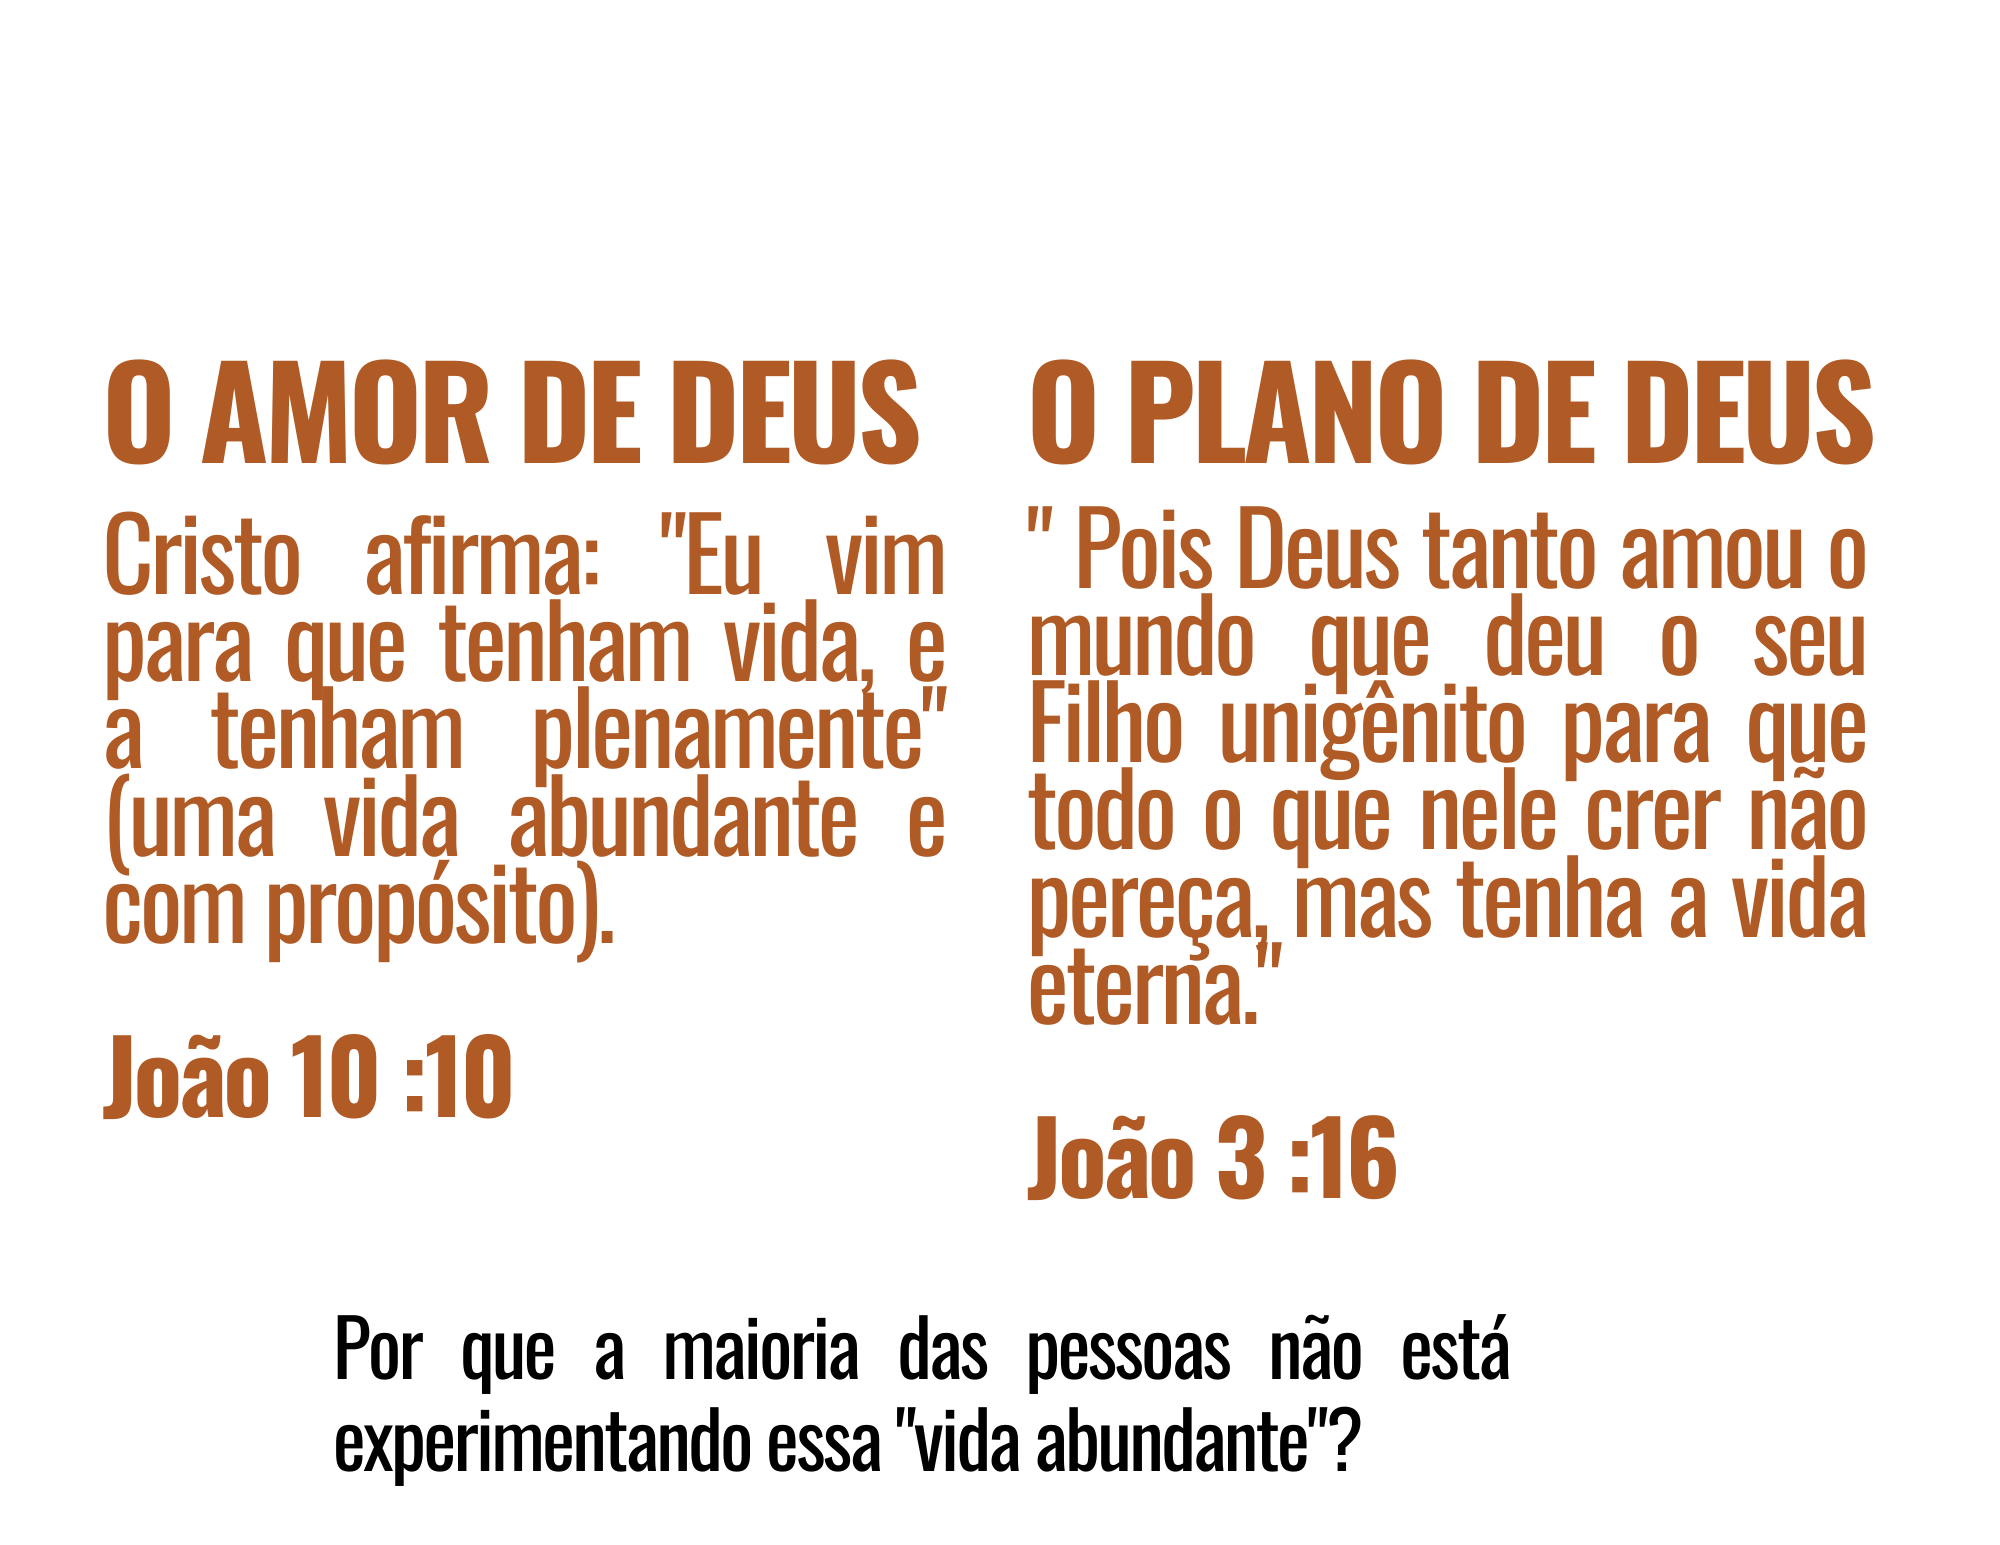 O AMOR DE DEUS
Cristo afirma: "Eu vim
para que tenham vida, e
a tenham plenamente"
(uma vida abundante e
com propósito).
João 10 :10
O PLANO DE DEUS
" Pois Deus tanto amou o
mundo que deu o seu
Filho unigênito para que
todo o que nele crer não
pereça, mas tenha a vida
eterna."
João 3 :16
Por que a maioria das pessoas não está
experimentando essa "vida abundante"?